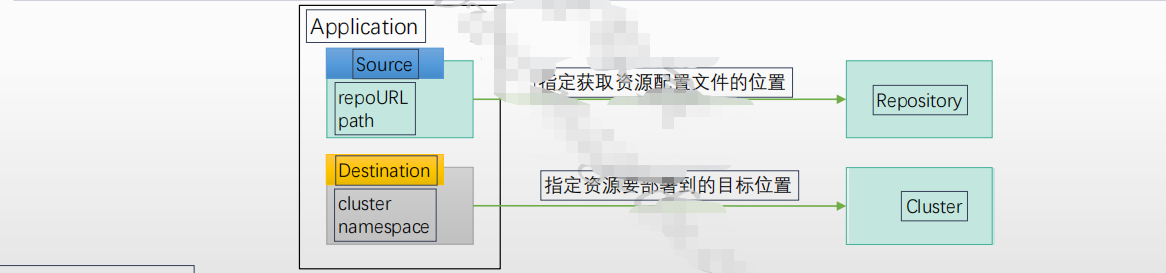 Application
Source
repoURL
path
指定获取资源配置文件的位置
Repository
Destination
cluster
namespace
指定资源要部署到的目标位置
Cluster